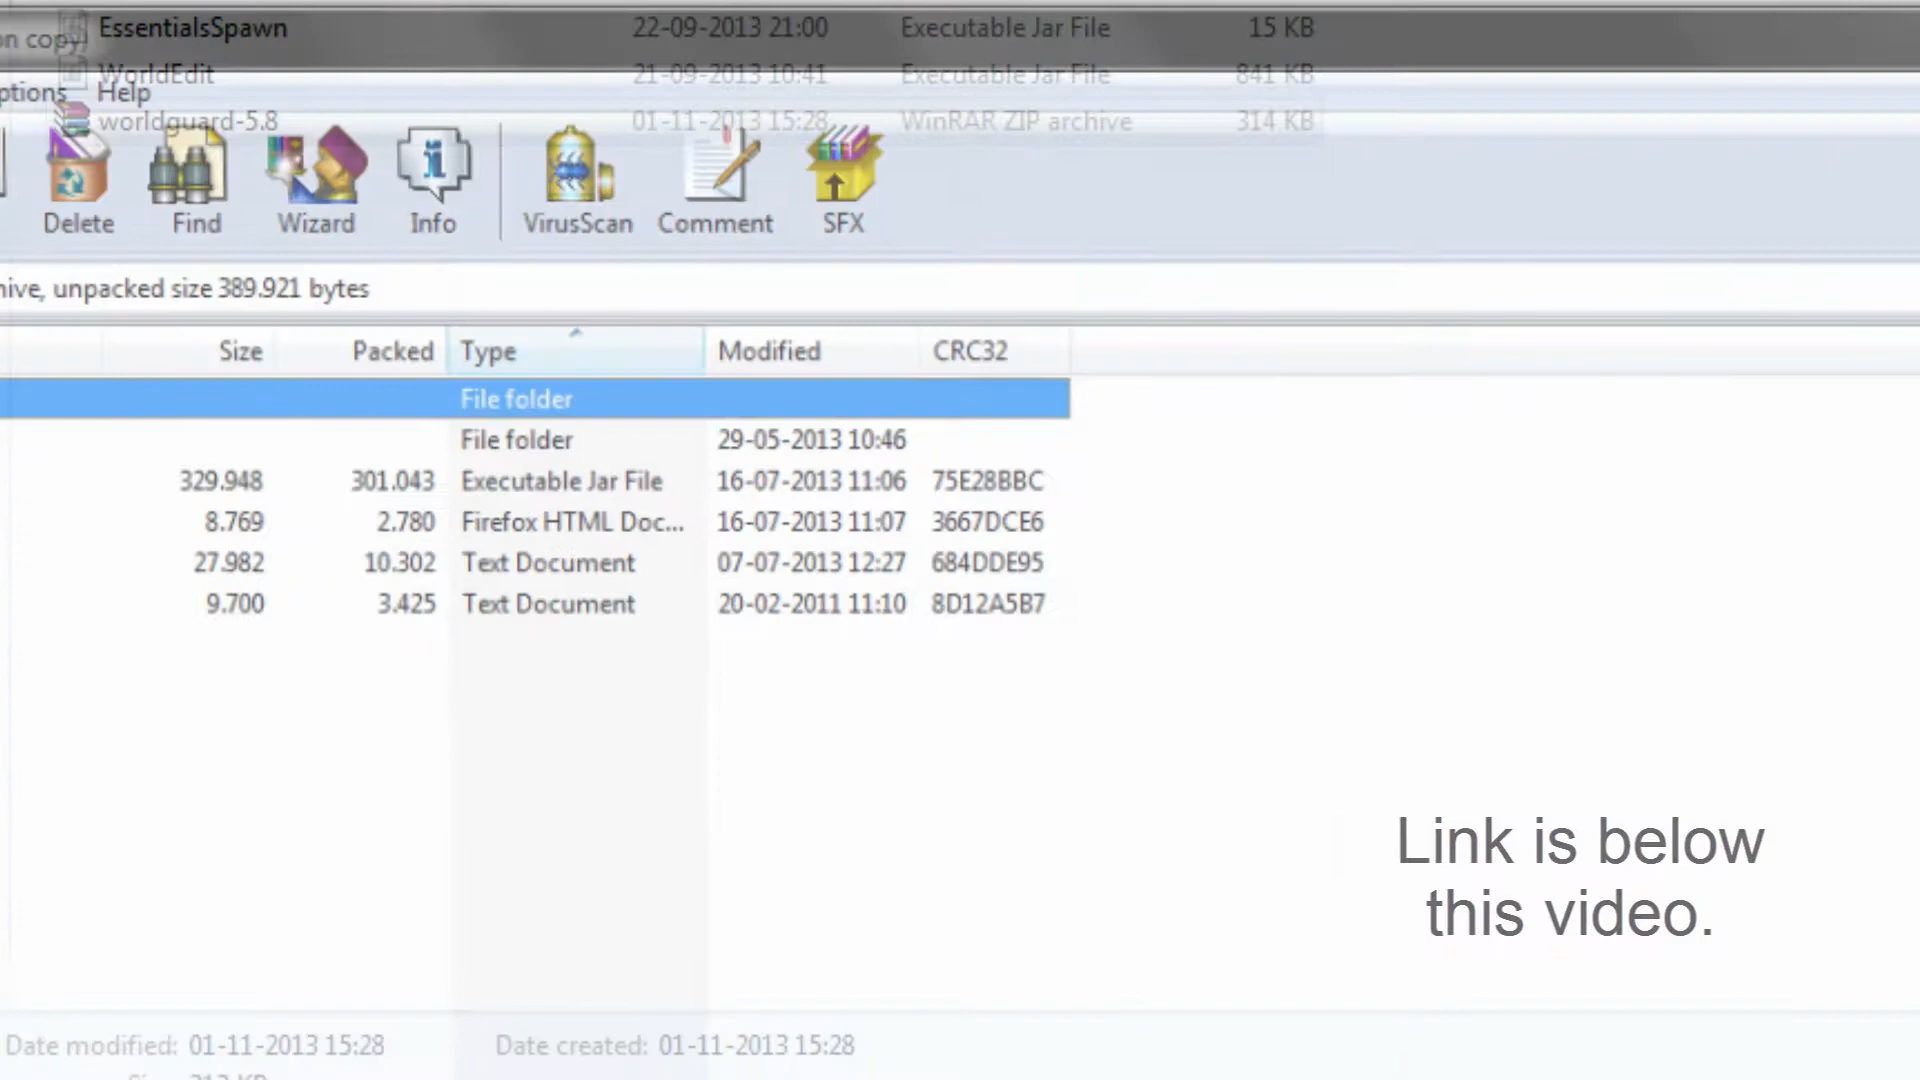 EssentialsSpawn 22-09-2013 21:00 Executable Jar File 15 KB
on copy)
WorldEdit 21-09-2013 10:41 Executable Jar File 841 KB
ptions Help
worldguard-5.8 01-11-2013 15:28 WinRAR ZIP archive 314 KB
Delete Find Wizard Info VirusScan Comment SFX
hive, unpacked size 389.921 bytes
Size Packed Type Modified CRC32
File folder
File folder 29-05-2013 10:46
329.948 301.043 Executable Jar File 16-07-2013 11:06 75E28BBC
8.769 2.780 Firefox HTML Doc... 16-07-2013 11:07 3667DCE6
27.982 10.302 Text Document 07-07-2013 12:27 684DDE95
9.700 3.425 Text Document 20-02-2011 11:10 8D12A5B7
Link is below
this video.
Date modified: 01-11-2013 15:28 Date created: 01-11-2013 15:28